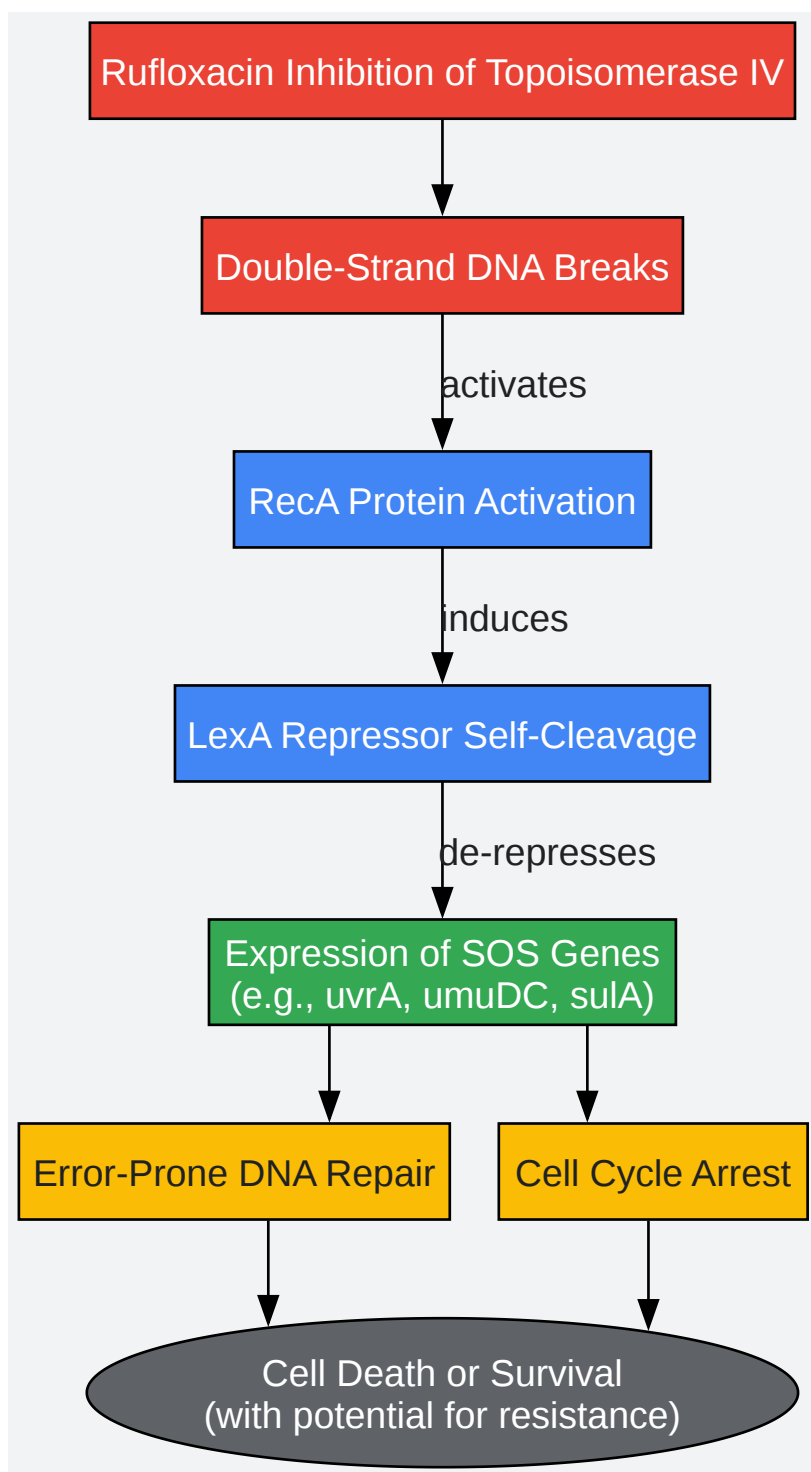 Rufloxacin Inhibition of Topoisomerase IV
Double-Strand DNA Breaks
activates
RecA Protein Activation
induces
LexA Repressor Self-Cleavage
de-represses
Expression of SOS Genes
(e.g., uvrA, umuDC, sulA)
Error-Prone DNA Repair
Cell Cycle Arrest
Cell Death or Survival
(with potential for resistance)